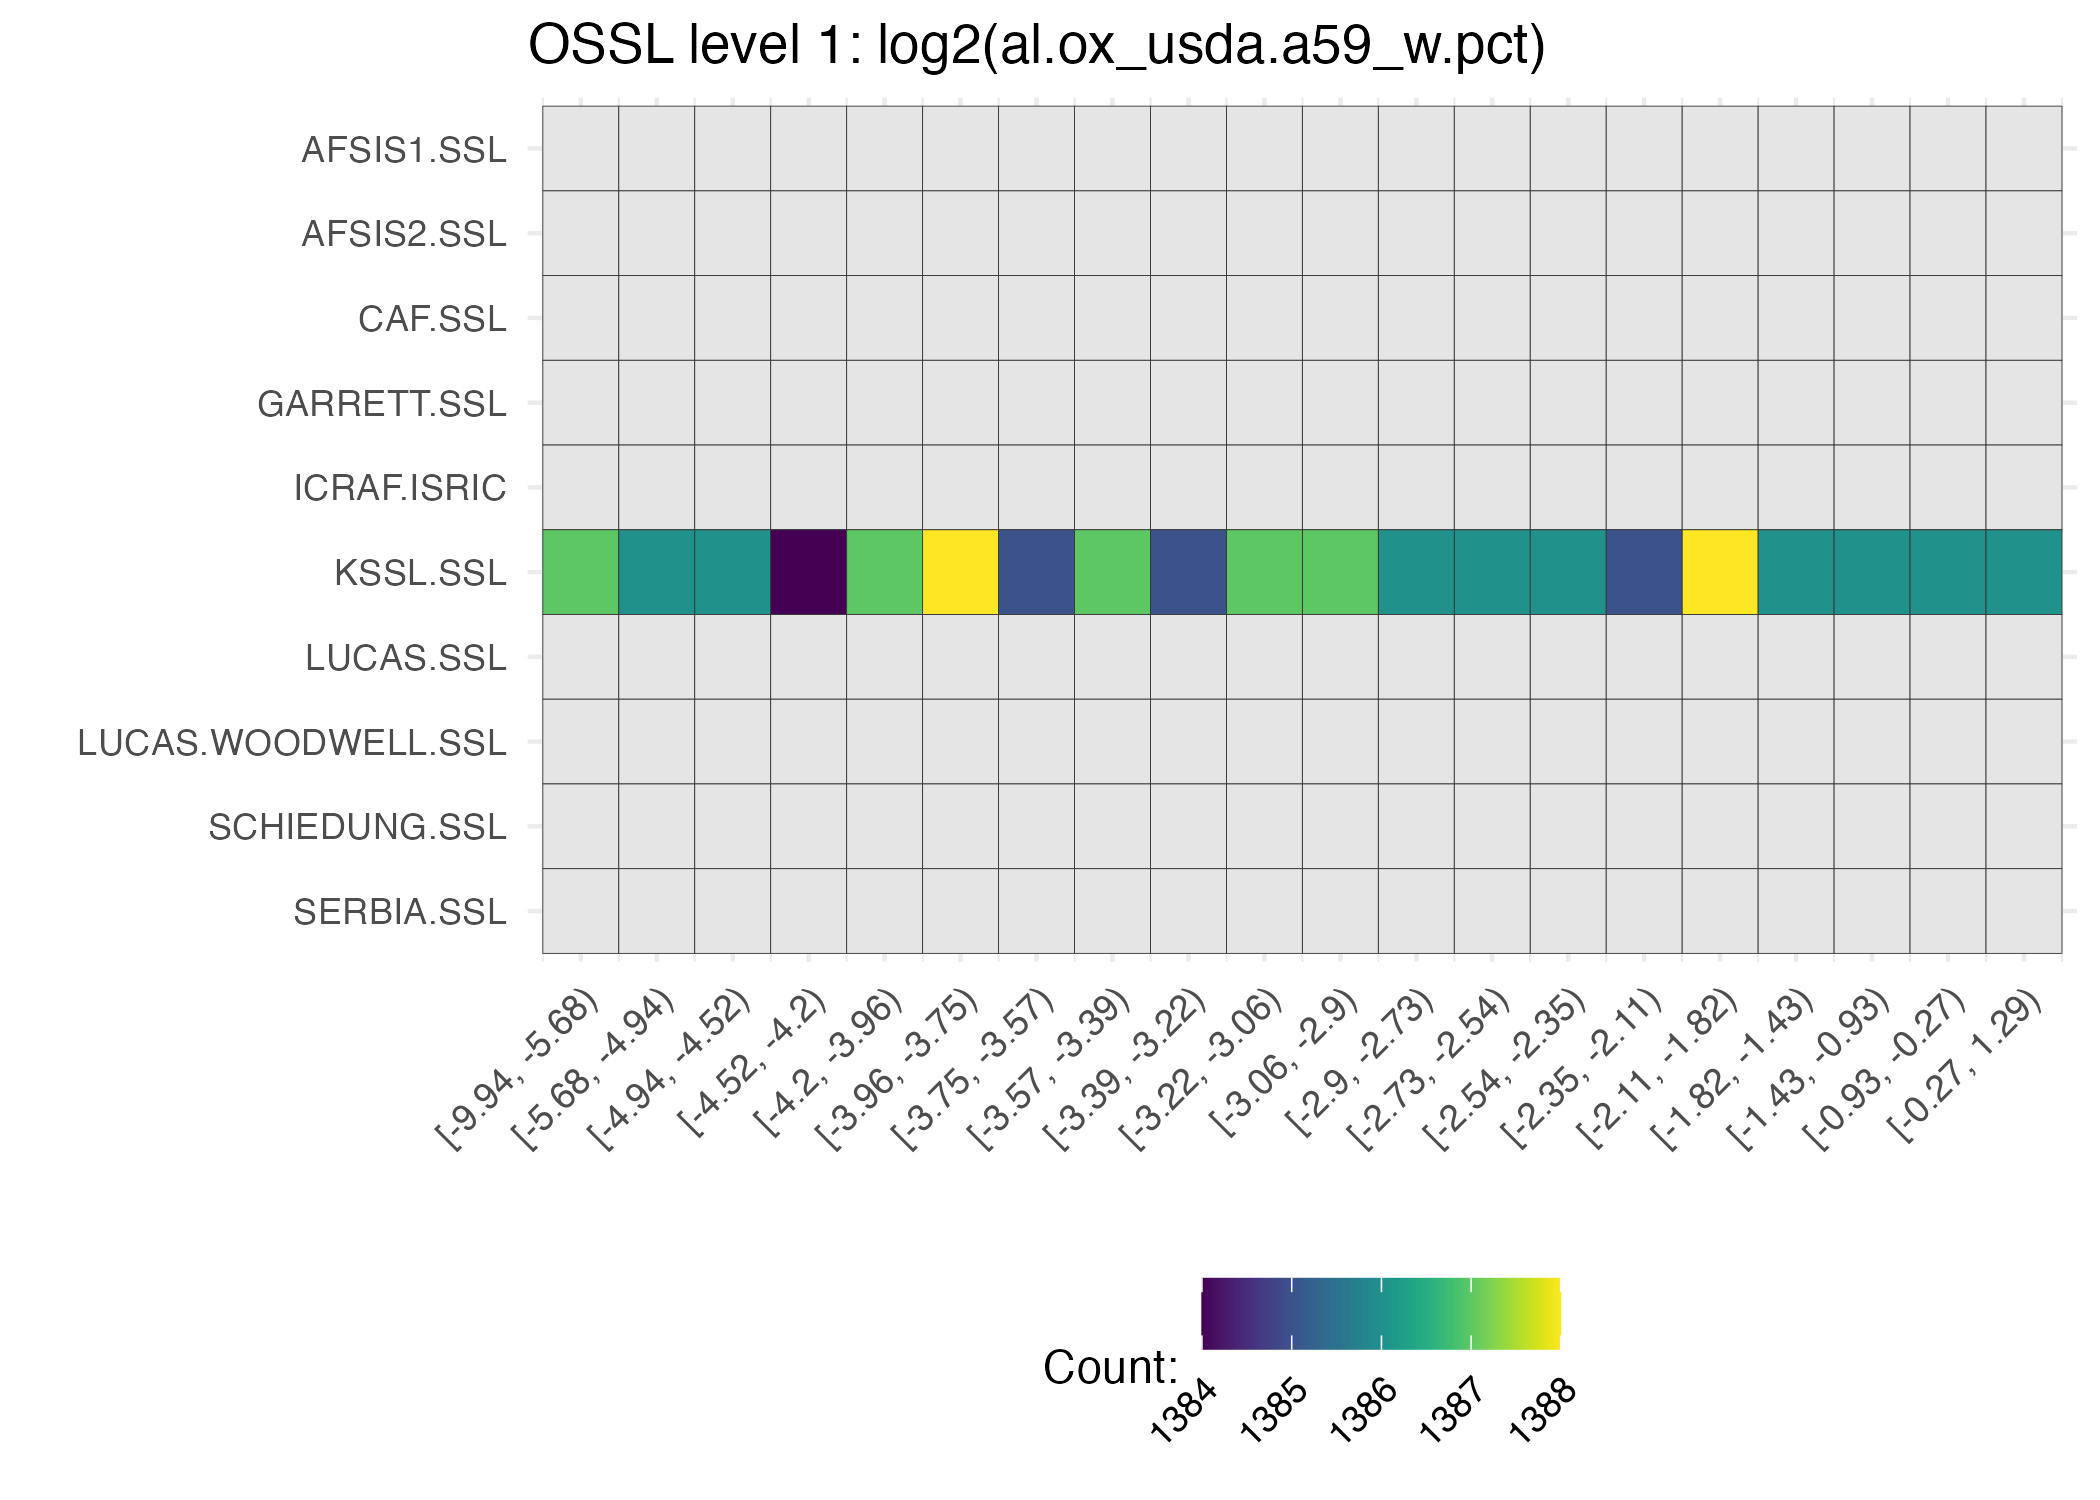 OSSL level 1: log2(al.ox_usda.a59_w.pct)
AFSIS1.SSL
AFSIS2.SSL
CAF.SSL
GARRETT.SSL
ICRAF.ISRIC
KSSL.SSL
LUCAS.SSL
LUCAS.WOODWELL.SSL
SCHIEDUNG.SSL
SERBIA.SSL
[-9.94, -5.68)
[-5.68, -4.94)
[-4.94, -4.52)
[-4.52, -4.2)
[-4.2, -3.96)
[-3.96, -3.75)
[-3.75, -3.57)
[-3.57, -3.39)
[-3.39, -3.22)
[-3.22, -3.06)
[-3.06, -2.9)
[-2.9, -2.73)
[-2.73, -2.54)
[-2.54, -2.35)
[-2.35, -2.11)
[-2.11, -1.82)
[-1.82, -1.43)
[-1.43, -0.93)
[-0.93, -0.27)
[-0.27, 1.29)
Count:
1384
1385
1386
1387
1388